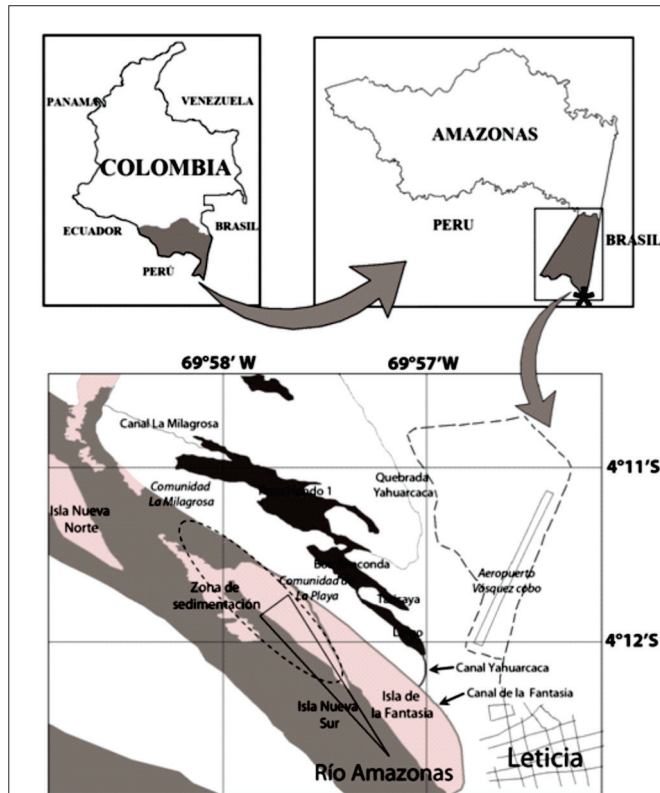 PANAMA
VENEZUELA
COLOMBIA
ECUADOR
BRASIL
PERÚ
AMAZONAS
PERU
BRASIL
*
69°58' W
69°57'W
Canal La Milagrosa
4°11'S
Quebrada
Yahuarcaca
Comunidad
La Milagrosa
Isla Nueva
Norte
Zona de
sedimentación
Comunidad de
La Playa
Aeropuerto
Vásquez cobo
4°12'S
Canal Yahuarcaca
Isla de
la Fantasia
Canal de la Fantasia
Isla Nueva
Sur
Leticia
Río Amazonas